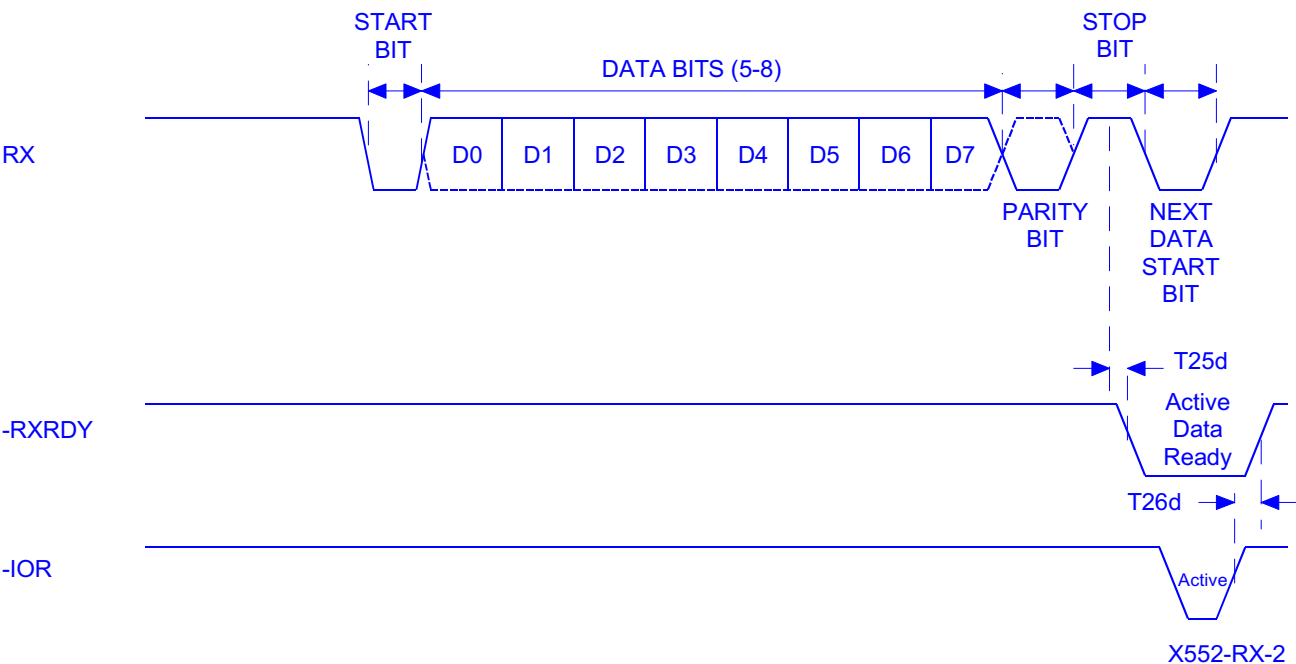 START
BIT
STOP
BIT
DATA BITS (5-8)
RX
D0 D1 D2 D3 D4 D5 D6 D7
PARITY
BIT
NEXT
DATA
START
BIT
T25d
-RXRDY
Active
Data
Ready
T26d
-IOR
Active
X552-RX-2